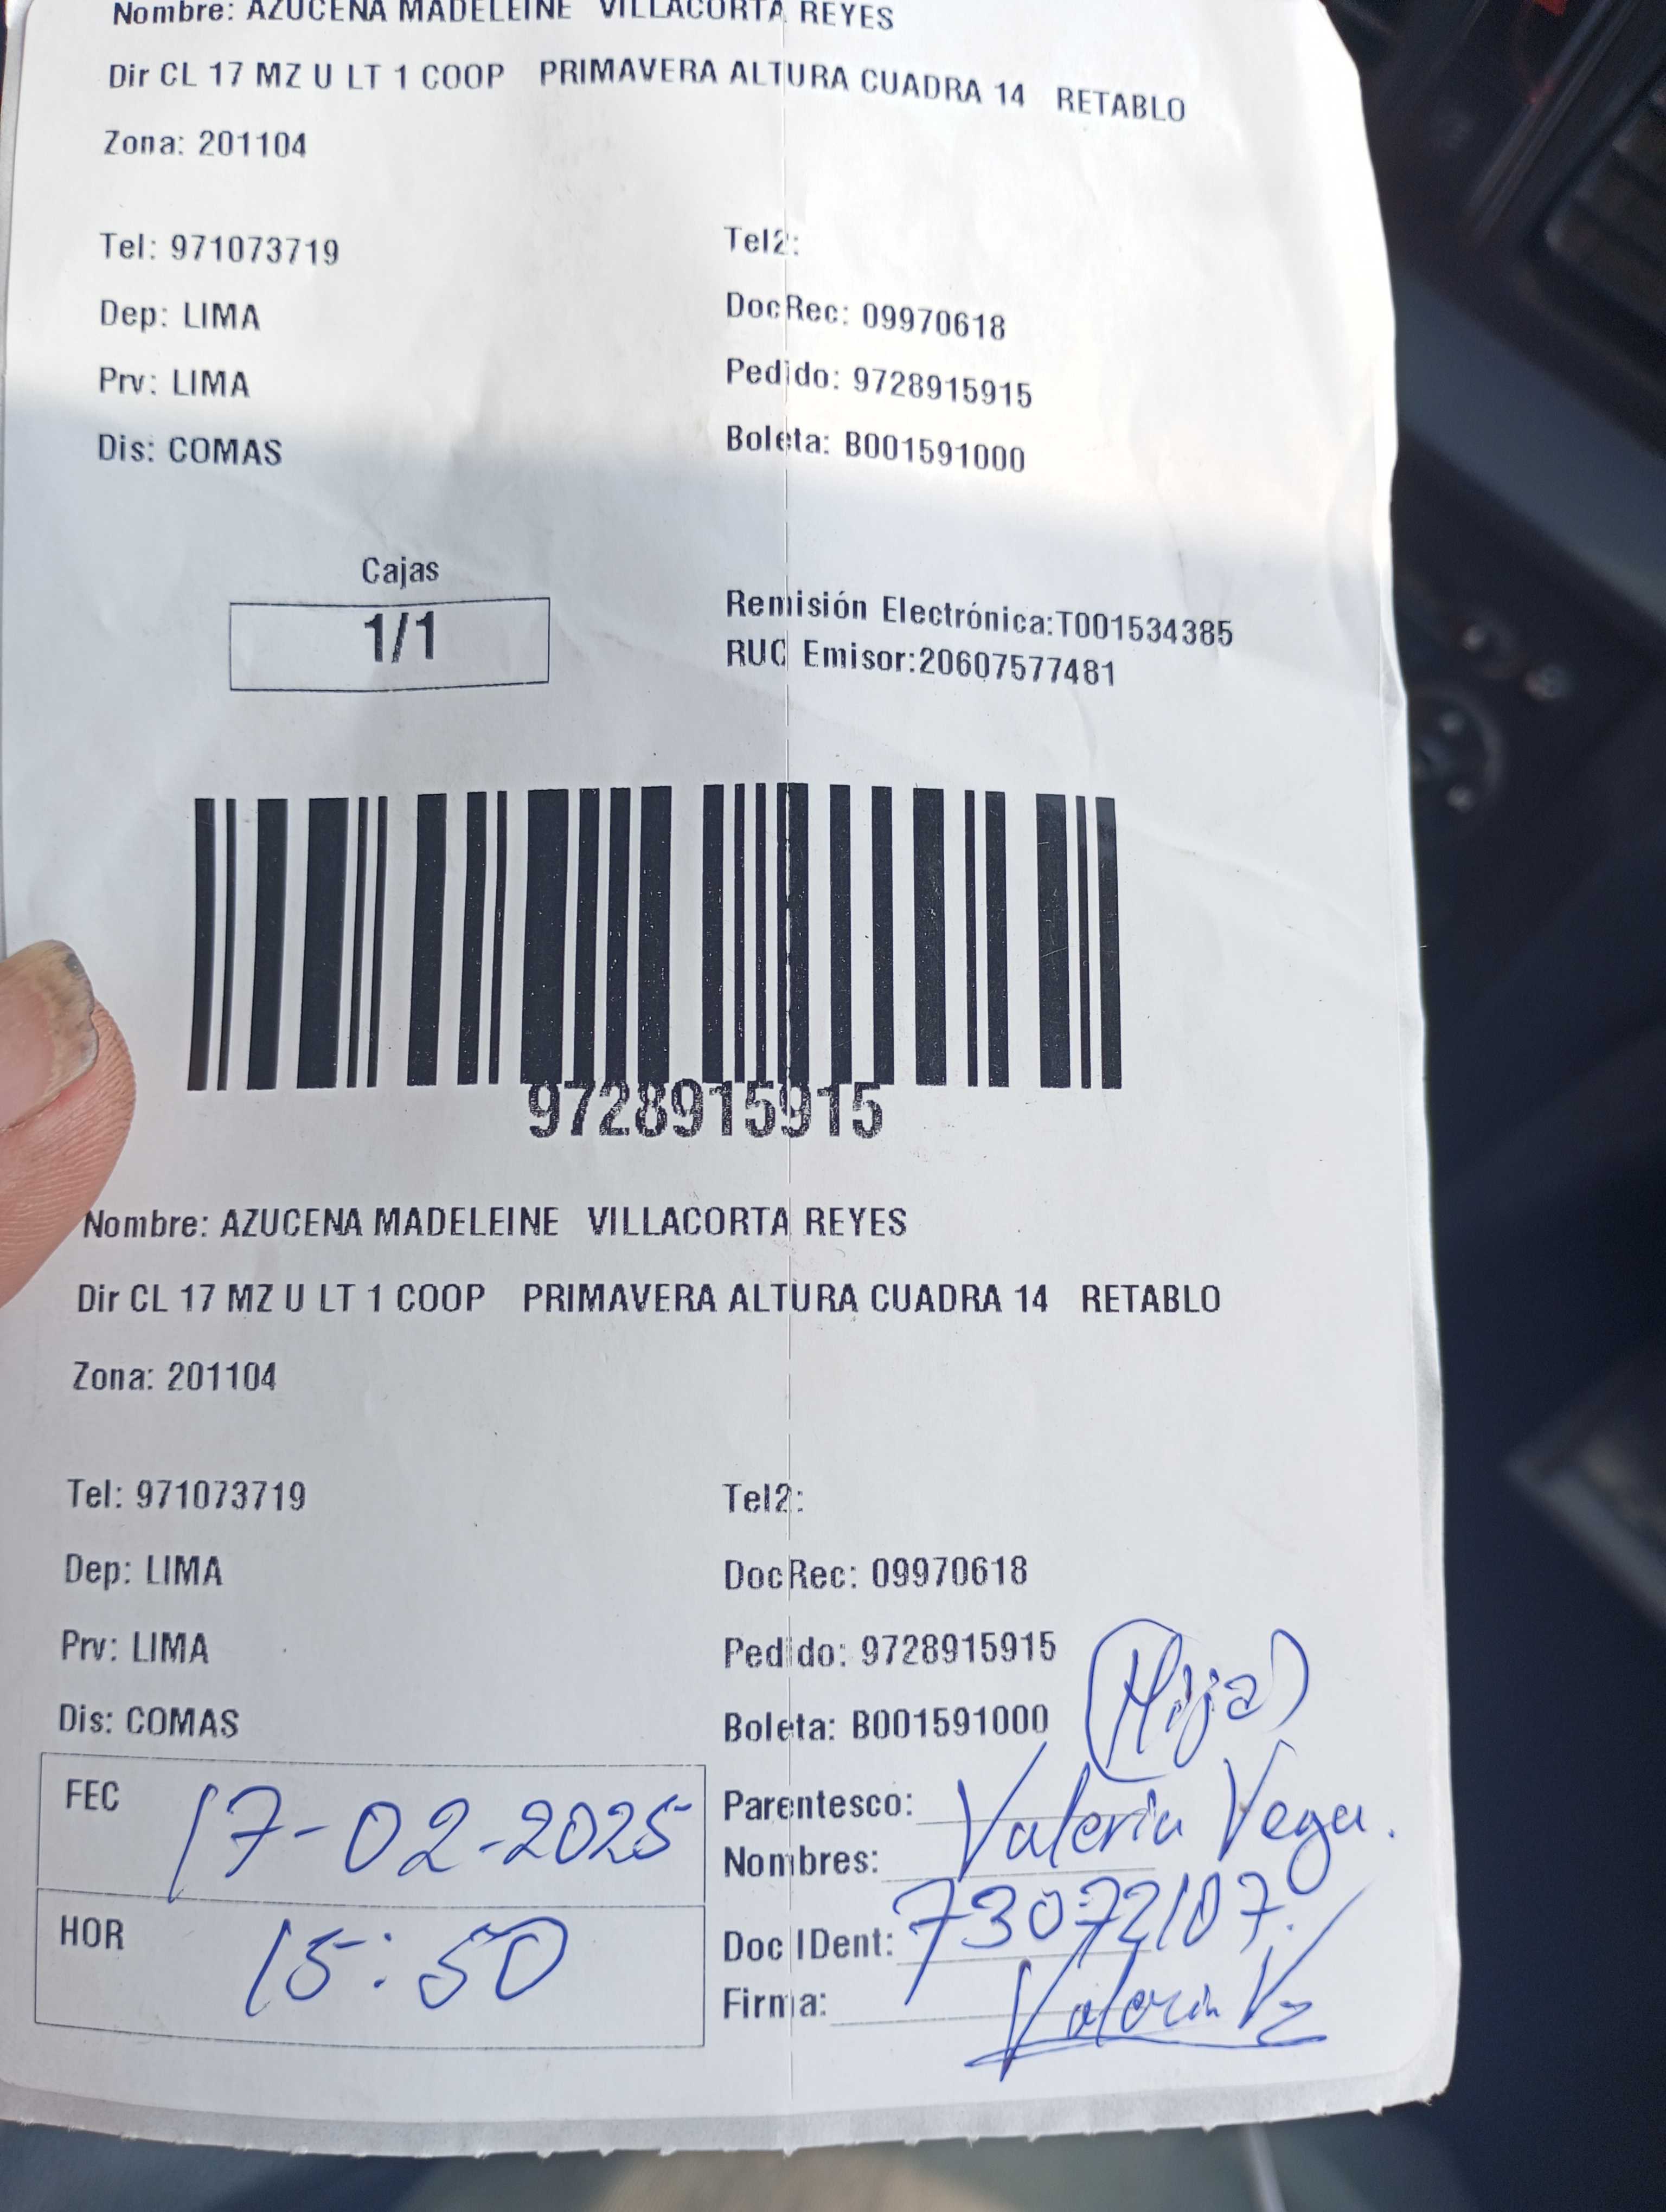 Nombre: AZUCENA MADELEINE VILLACORTA REYES
Dir CL 17 MZ U LT 1 COOP PRIMAVERA ALTURA CUADRA 14 RETABLO
Zona: 201104
Tel: 971073719 Tel2:
Dep: LIMA DocRec: 09970618
Prv: LIMA Pedido: 9728915915
Dis: COMAS Boleta: B001591000
Cajas
1/1
Remisión Electrónica:T001534385
RUC Emisor:20607577481
9728915915
Nombre: AZUCENA MADELEINE VILLACORTA REYES
Dir CL 17 MZ U LT 1 COOP PRIMAVERA ALTURA CUADRA 14 RETABLO
Zona: 201104
Tel: 971073719 Tel2:
Dep: LIMA DocRec: 09970618
Prv: LIMA Pedido: 9728915915
Dis: COMAS Boleta: B001591000
(Hija)
FEC 17-02-2025
HOR 15:50
Parentesco:
Nombres: Valeria Vega.
Doc IDent: 73072107.
Firma: Valeria V